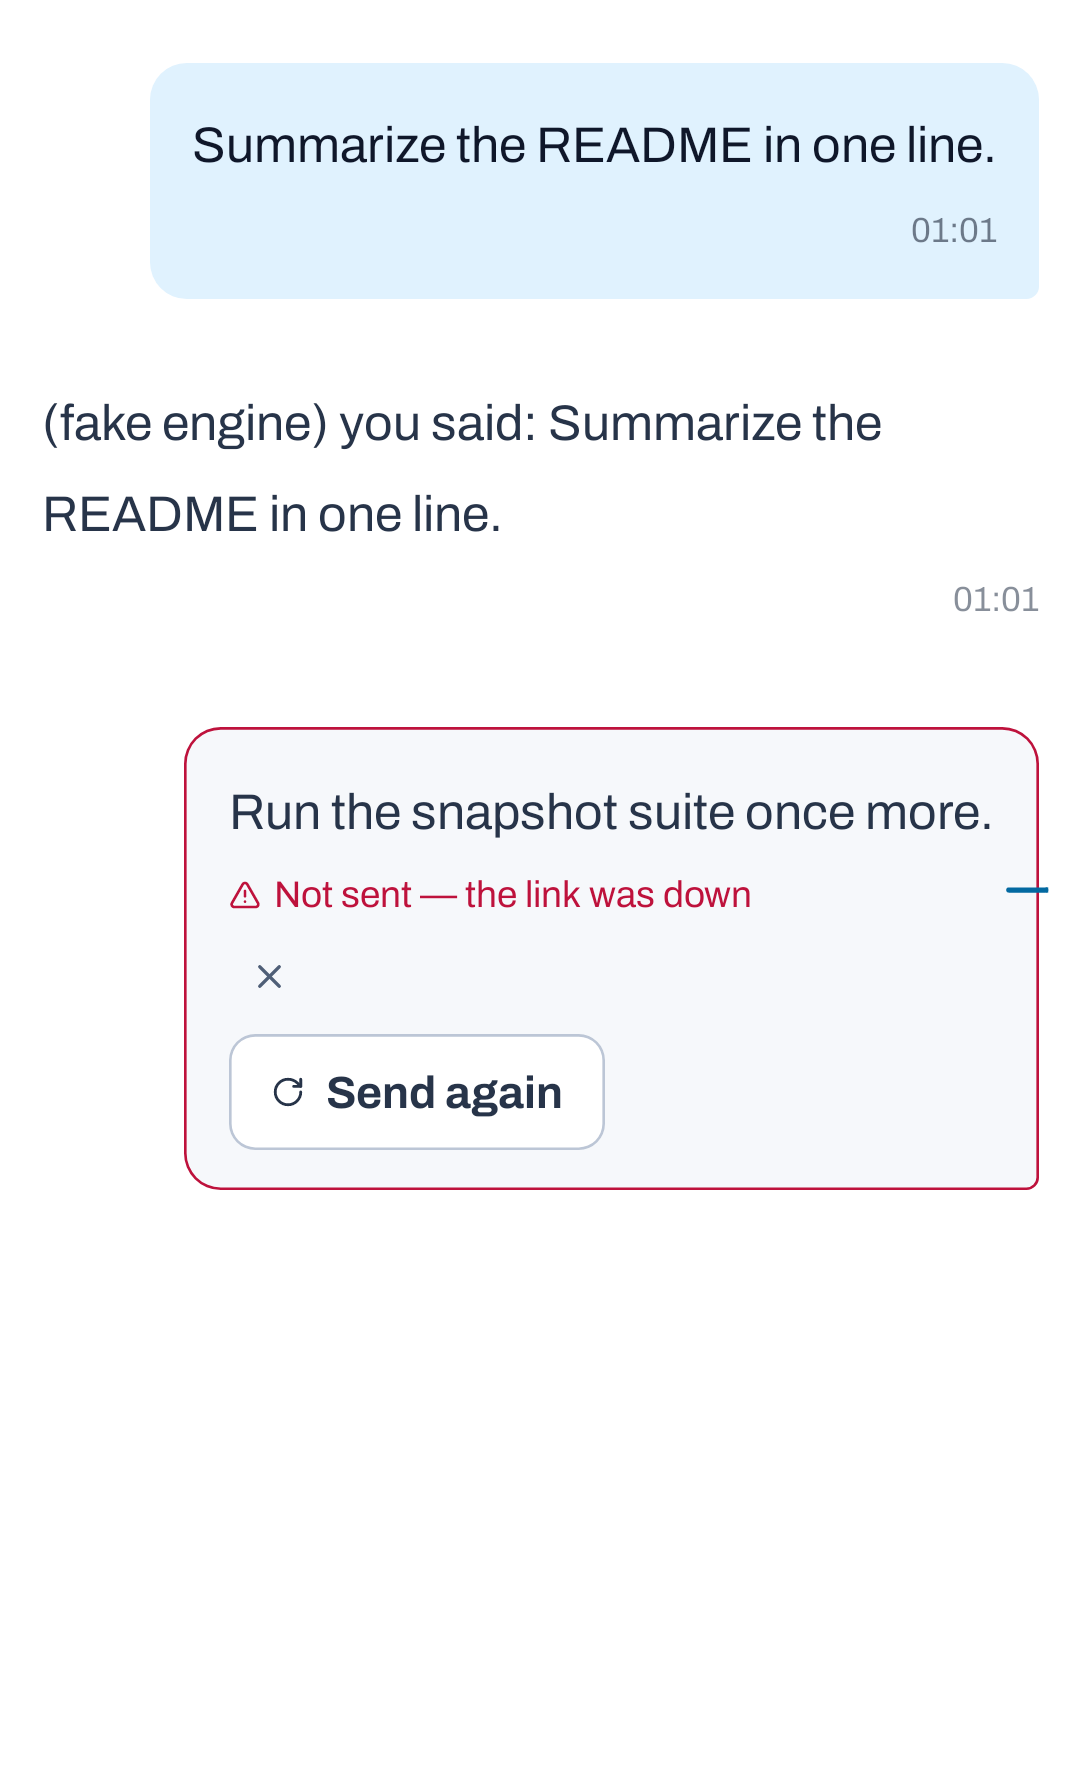 Summarize the README in one line.
01:01
(fake engine) you said: Summarize the
README in one line.
01:01
Run the snapshot suite once more.
Not sent — the link was down
Send again